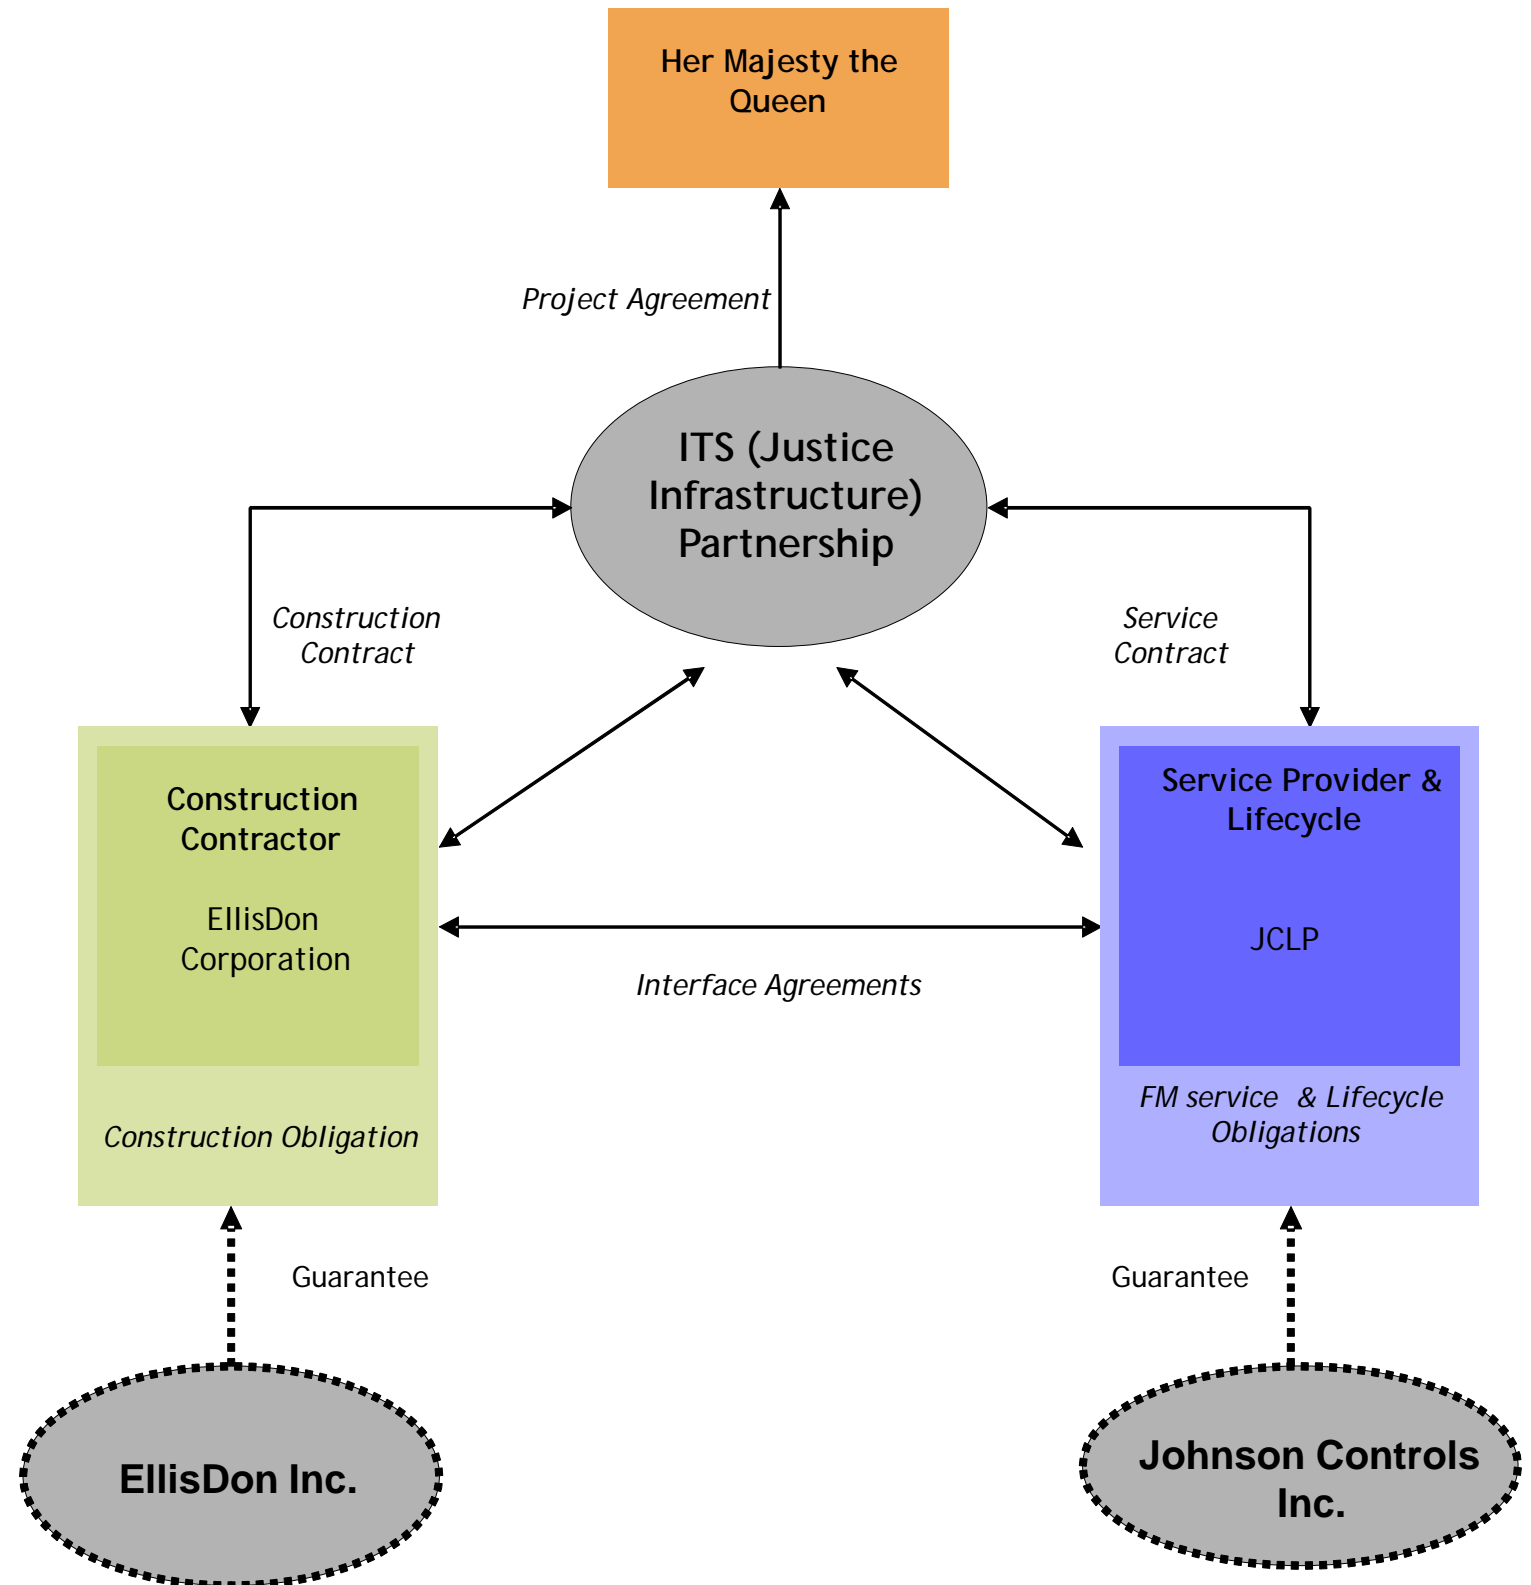 Her Majesty the
Queen
Project Agreement
ITS (Justice
Infrastructure)
Partnership
Construction
Contract
Service
Contract
Construction
Contractor
EllisDon
Corporation
Construction Obligation
Service Provider &
Lifecycle
JCLP
FM service  & Lifecycle
Obligations
Interface Agreements
Guarantee
Guarantee
EllisDon Inc.
Johnson Controls
Inc.